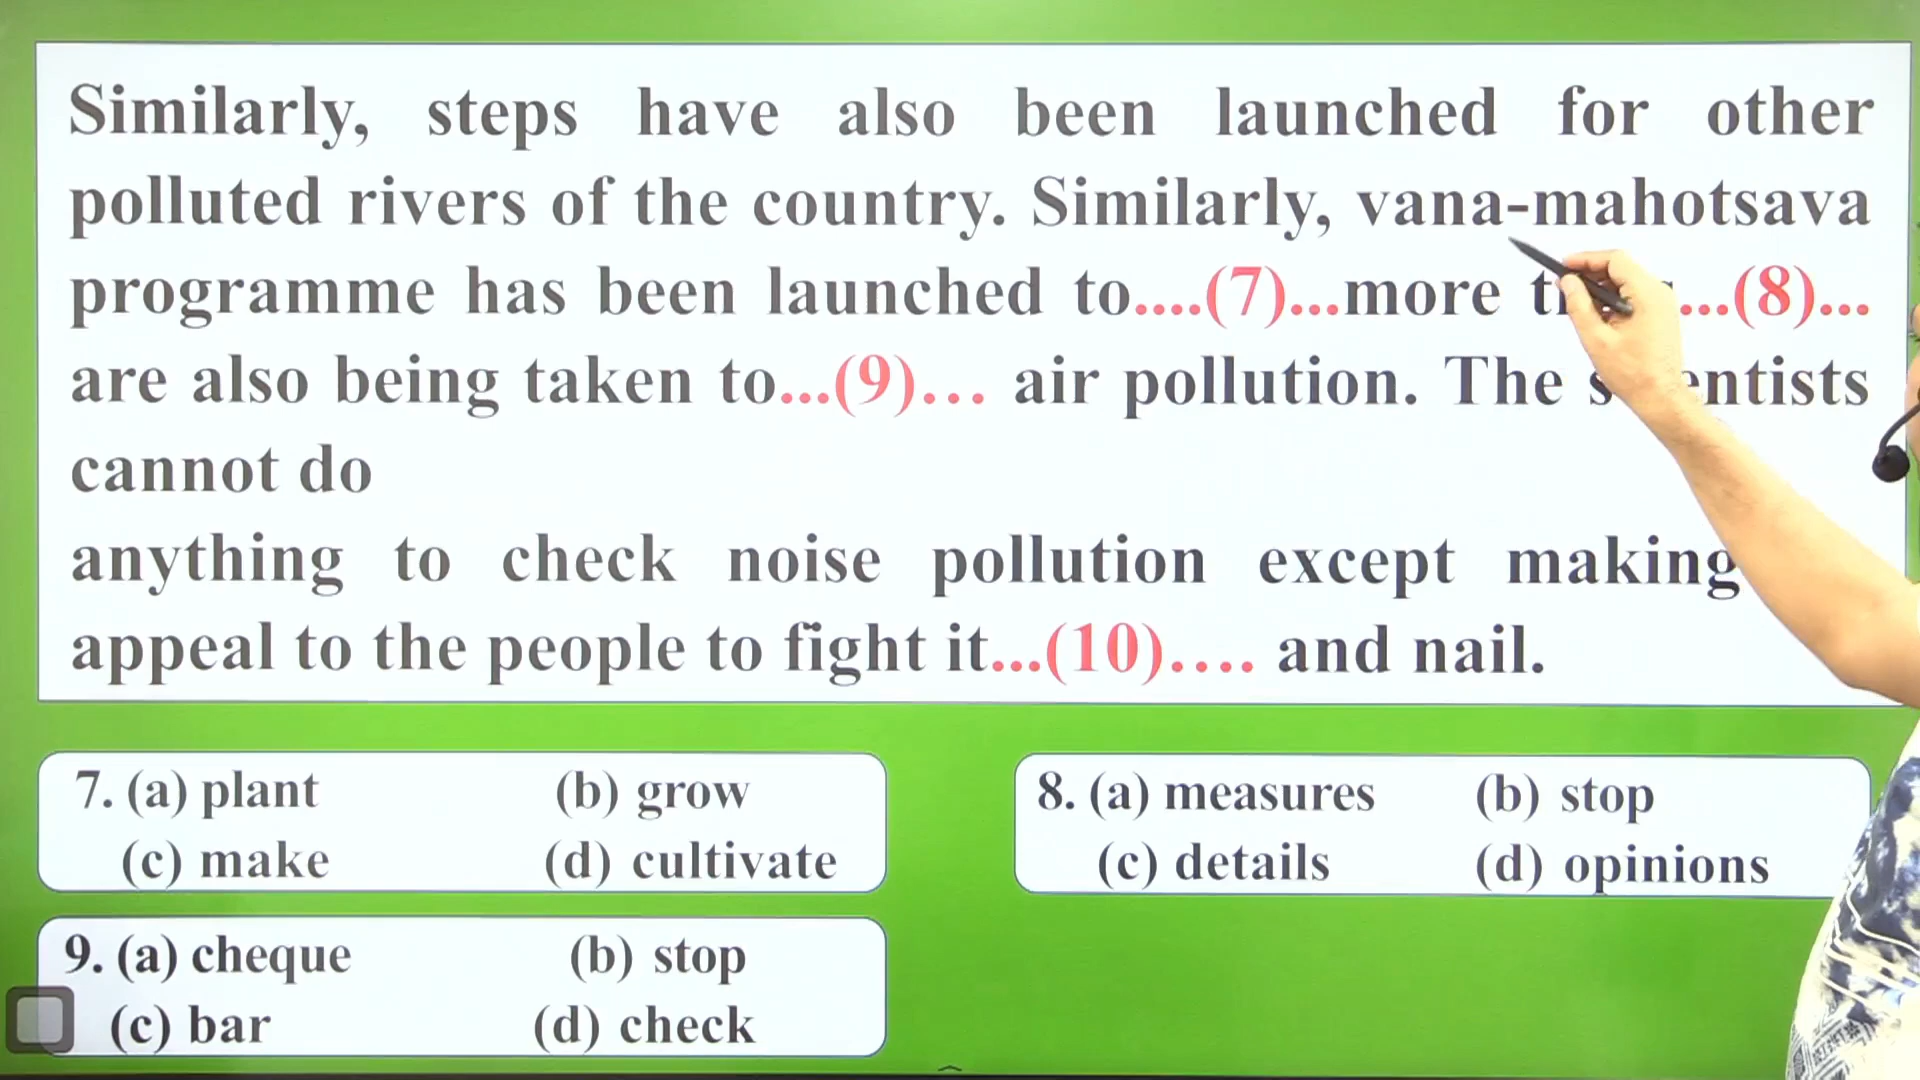 Similarly, steps have also been launched for other
polluted rivers of the country. Similarly, vana-mahotsava
programme has been launched to....(7)...more ...(8)...
are also being taken to...(9)... air pollution. The
cannot do
anything to check noise pollution except making
appeal to the people to fight it...(10).... and nail.
7. (a) plant (b) grow
(c) make (d) cultivate
8. (a) measures (b) stop
(c) details (d) opinions
9. (a) cheque (b) stop
(c) bar (d) check